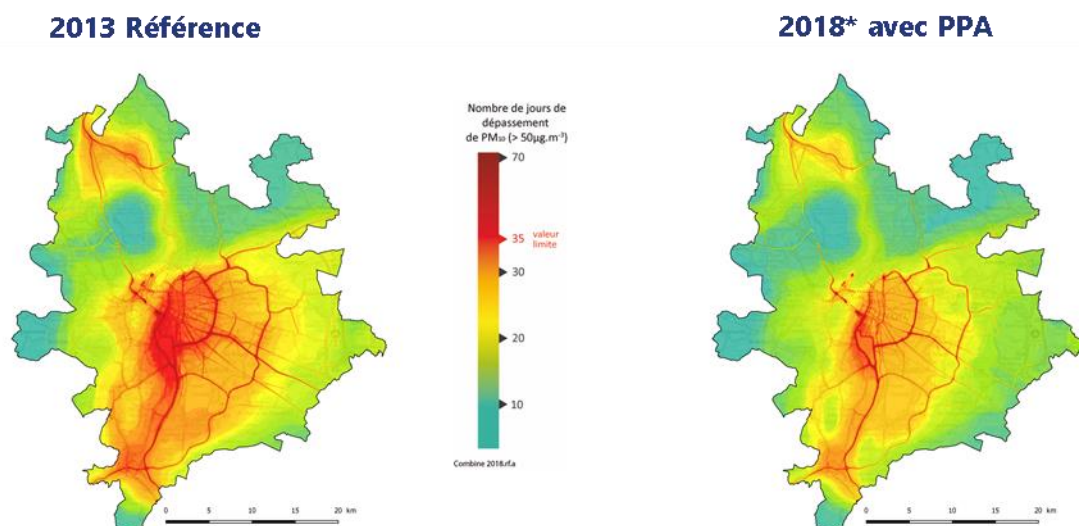 2013 Référence
2018* avec PPA
Nombre de jours de
dépassement
de PM₁₀ (> 50µg.m⁻³)
70
35 valeur
limite
30
20
10
Combine 2018.rf.a
0 5 10 15 20 km
0 5 10 15 20 km